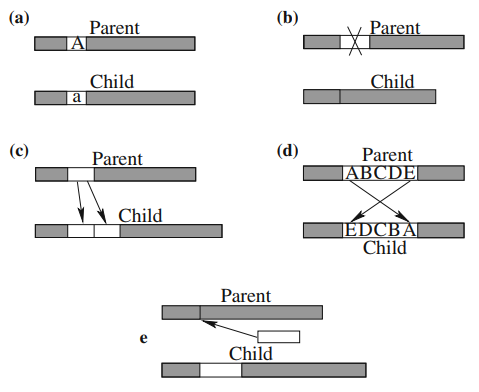 (a)
Parent
A
Child
a
(b)
Parent
Child
(c)
Parent
Child
(d)
Parent
ABCDE
EDCBA
Child
e
Parent
Child